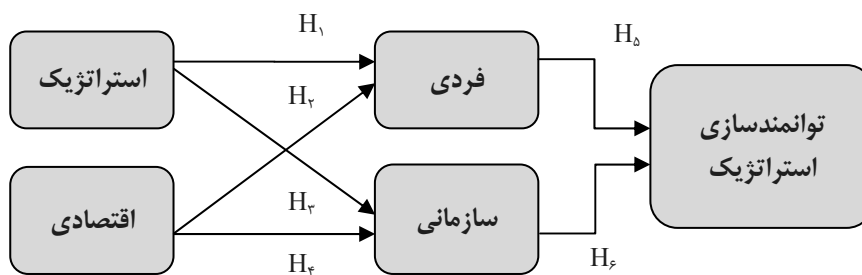 H۱
H۵
استراتژیک
فردی
H۲
توانمندسازی
استراتژیک
H۳
اقتصادی
سازمانی
H۴
H۶